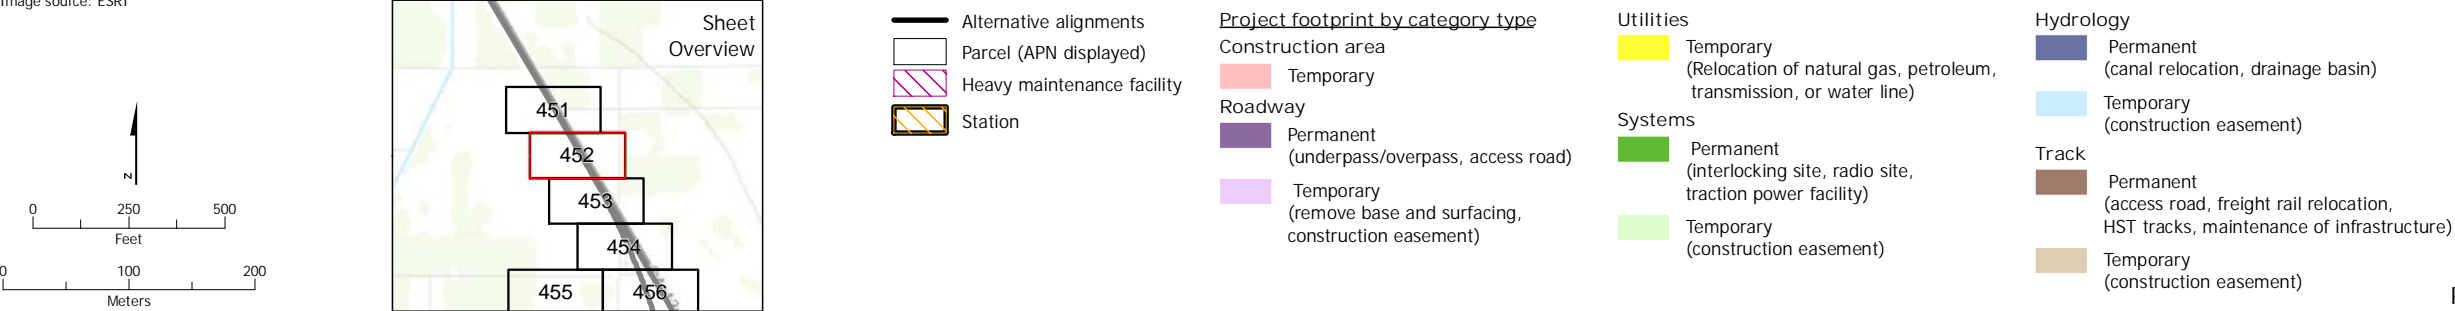 Image source: ESRI
N
0 250 500
Feet
0 100 200
Meters
Sheet
Overview
451
452
453
454
455 456
Alternative alignments
Parcel (APN displayed)
Heavy maintenance facility
Station
Project footprint by category type
Construction area
Temporary
Roadway
Permanent
(underpass/overpass, access road)
Temporary
(remove base and surfacing,
construction easement)
Utilities
Temporary
(Relocation of natural gas, petroleum,
transmission, or water line)
Systems
Permanent
(interlocking site, radio site,
traction power facility)
Temporary
(construction easement)
Hydrology
Permanent
(canal relocation, drainage basin)
Temporary
(construction easement)
Track
Permanent
(access road, freight rail relocation,
HST tracks, maintenance of infrastructure)
Temporary
(construction easement)